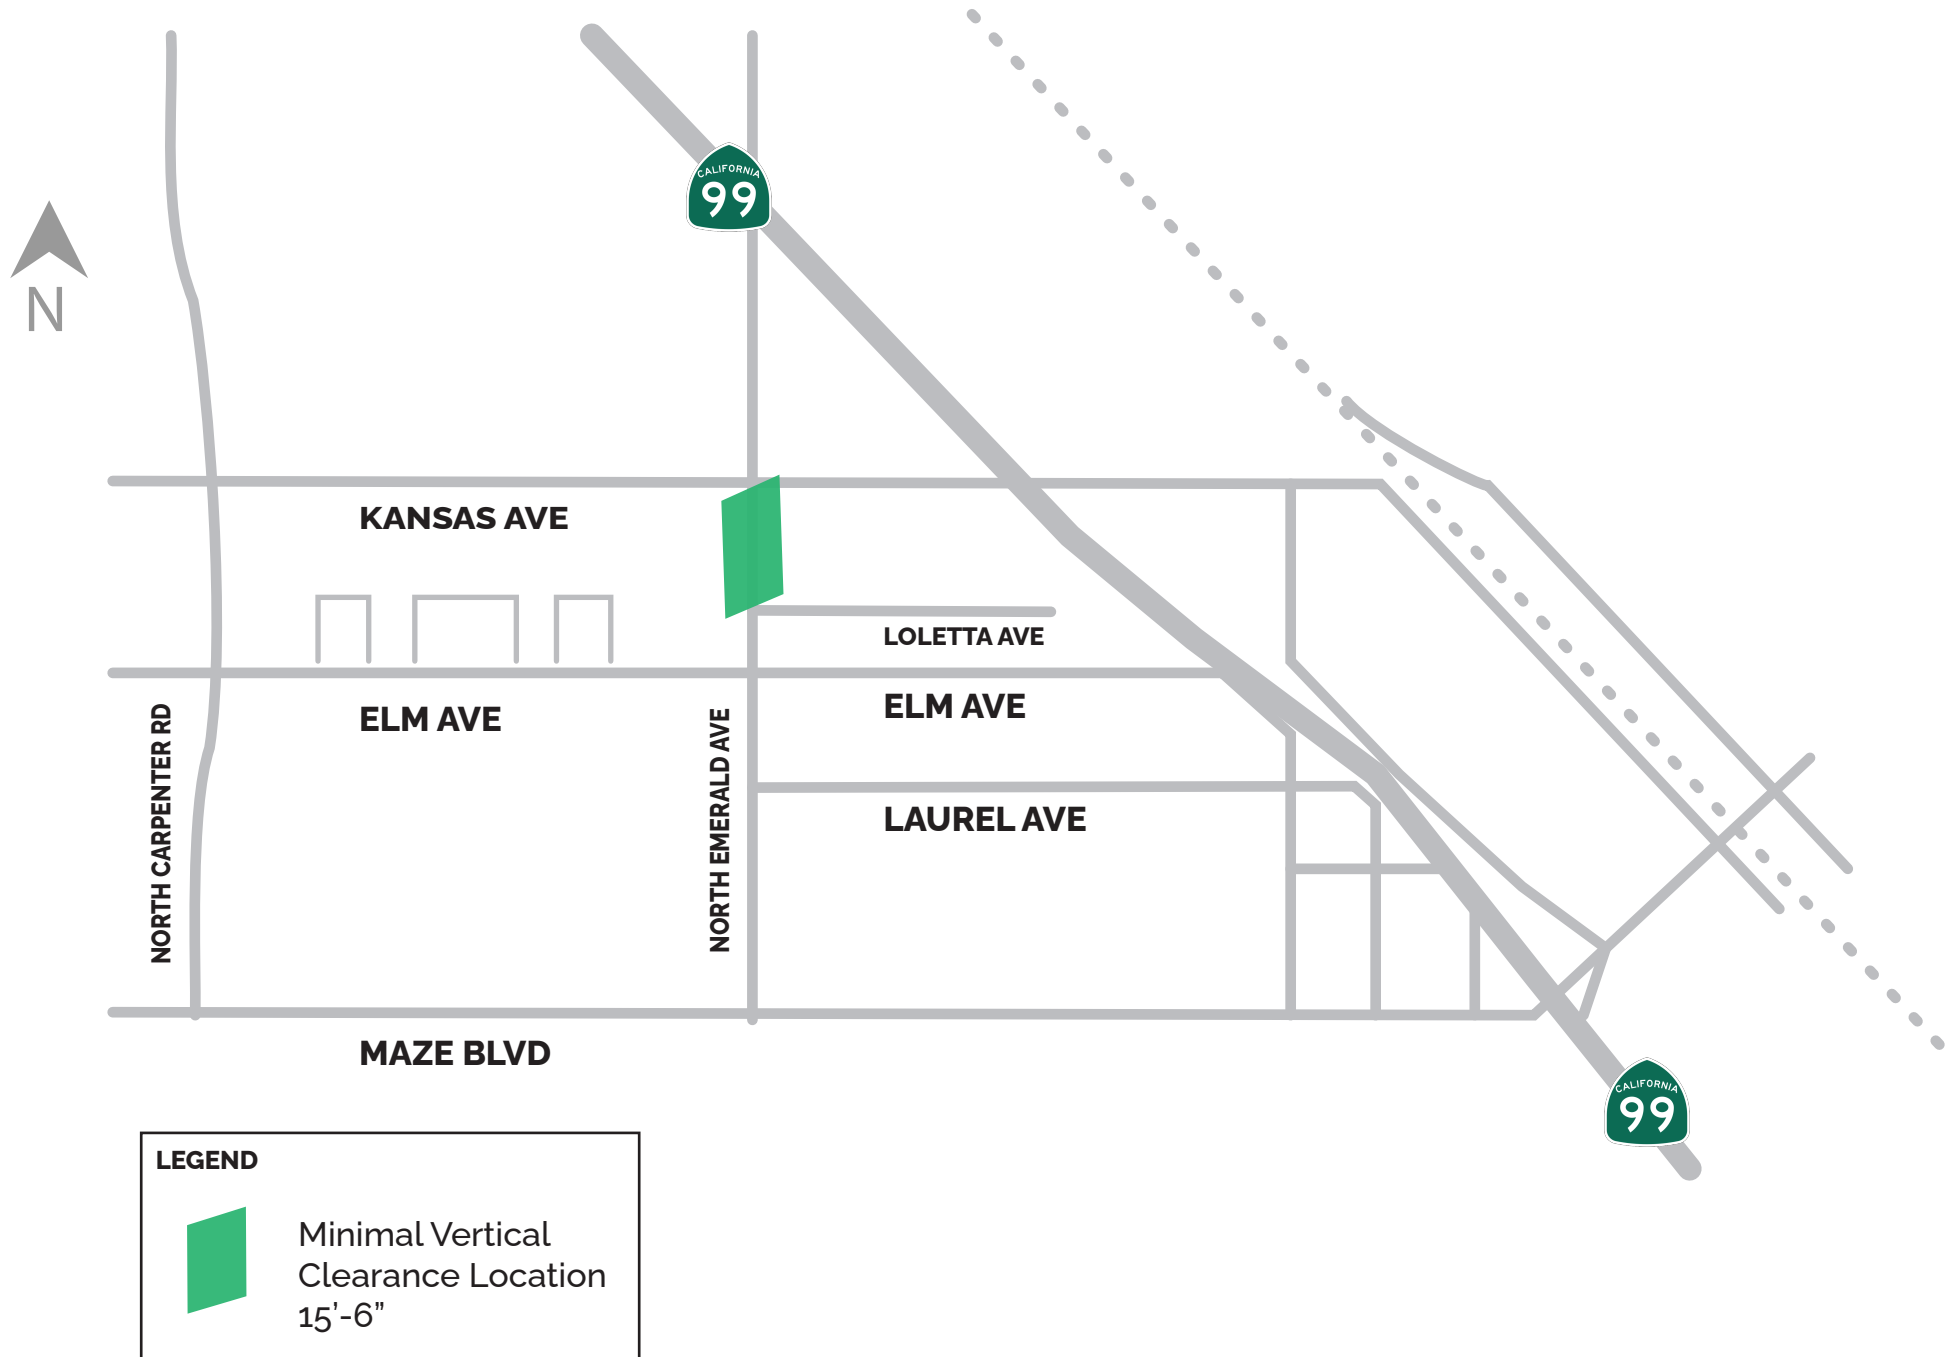 CALIFORNIA
99
N
KANSAS AVE
LOLETTA AVE
ELM AVE
ELM AVE
NORTH CARPENTER RD
NORTH EMERALD AVE
LAUREL AVE
MAZE BLVD
CALIFORNIA
99
LEGEND
Minimal Vertical
Clearance Location
15’-6”